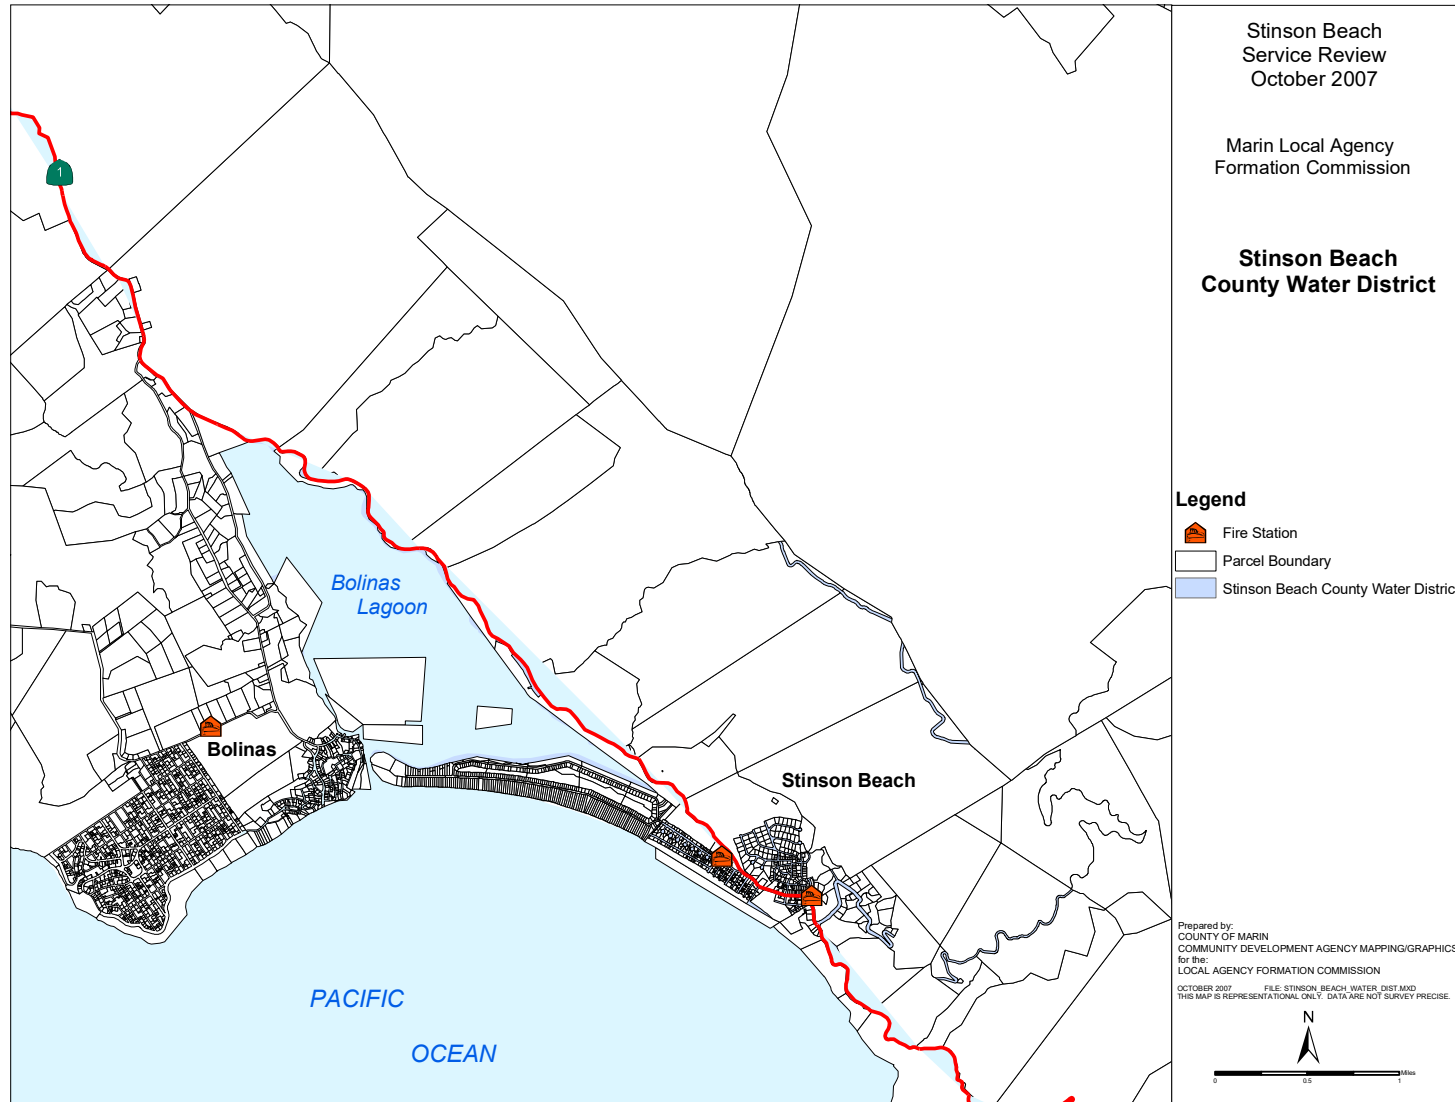 Stinson Beach
Service Review
October 2007
Marin Local Agency
Formation Commission
Stinson Beach
County Water District
1
Bolinas
Lagoon
Bolinas
Stinson Beach
PACIFIC
OCEAN
Legend
Fire Station
Parcel Boundary
Stinson Beach County Water Distric
Prepared by:
COUNTY OF MARIN
COMMUNITY DEVELOPMENT AGENCY MAPPING/GRAPHICS
for the:
LOCAL AGENCY FORMATION COMMISSION
OCTOBER 2007 FILE: STINSON_BEACH_WATER_DIST.MXD
THIS MAP IS REPRESENTATIONAL ONLY. DATA ARE NOT SURVEY PRECISE.
N
Miles
0 0.5 1